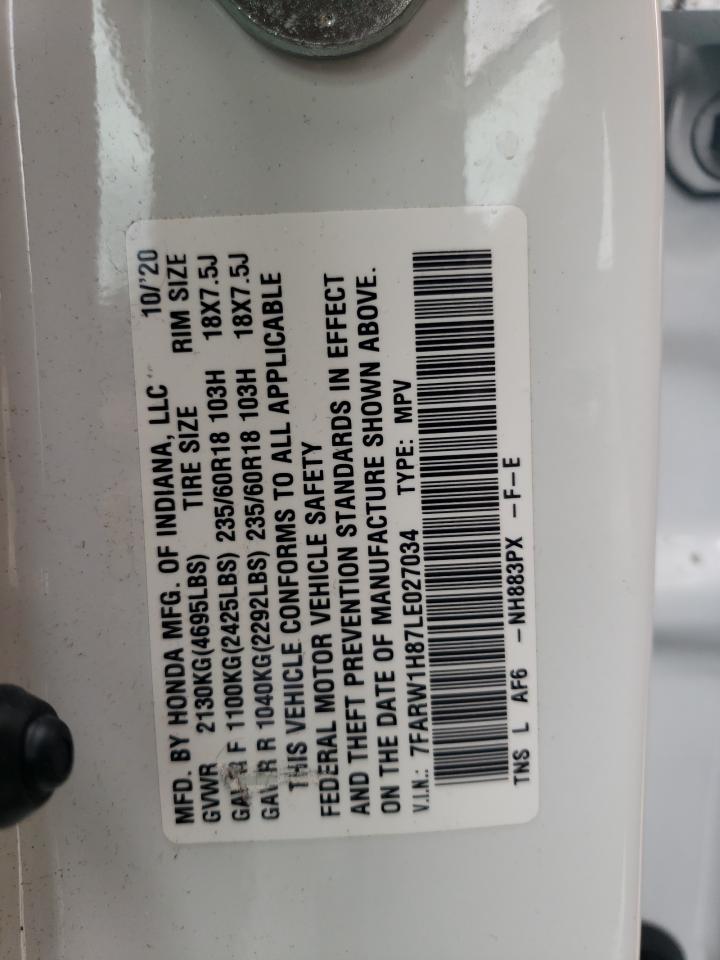 MFD. BY HONDA MFG. OF INDIANA, LLC 10/'20
GVWR 2130KG(4695LBS) TIRE SIZE RIM SIZE
GAWR F 1100KG(2425LBS) 235/60R18 103H 18X7.5J
GAWR R 1040KG(2292LBS) 235/60R18 103H 18X7.5J
THIS VEHICLE CONFORMS TO ALL APPLICABLE
FEDERAL MOTOR VEHICLE SAFETY
AND THEFT PREVENTION STANDARDS IN EFFECT
ON THE DATE OF MANUFACTURE SHOWN ABOVE.
V.I.N.: 7FARW1H87LE027034 TYPE: MPV
TNS L AF6 -NH883PX -F-E